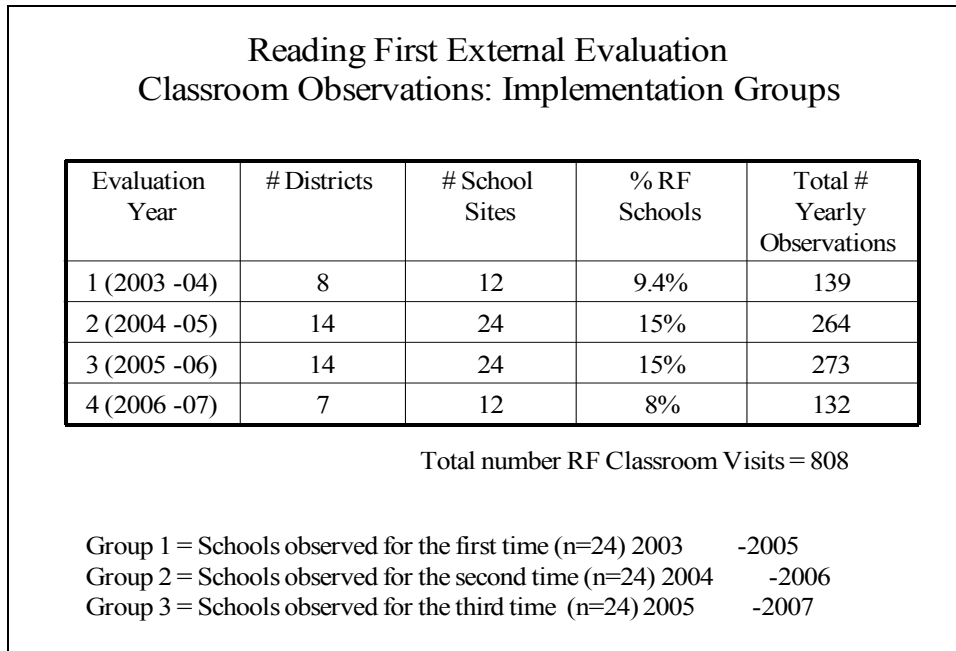 Reading First External Evaluation
Classroom Observations: Implementation Groups
Evaluation Year # Districts # School Sites % RF Schools Total # Yearly Observations
1 (2003 -04) 8 12 9.4% 139
2 (2004 -05) 14 24 15% 264
3 (2005 -06) 14 24 15% 273
4 (2006 -07) 7 12 8% 132
Total number RF Classroom Visits = 808
Group 1 = Schools observed for the first time (n=24) 2003 -2005
Group 2 = Schools observed for the second time (n=24) 2004 -2006
Group 3 = Schools observed for the third time (n=24) 2005 -2007